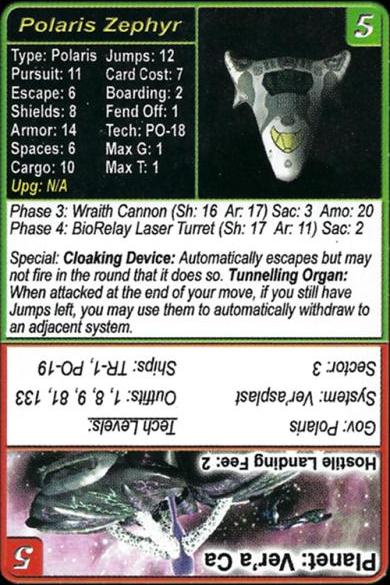 Polaris Zephyr
5
Type: Polaris Jumps: 12
Pursuit: 11 Card Cost: 7
Escape: 6 Boarding: 2
Shields: 8 Fend Off: 1
Armor: 14 Tech: PO-18
Spaces: 6 Max G: 1
Cargo: 10 Max T: 1
Upg: N/A
Phase 3: Wraith Cannon (Sh: 16 Ar: 17) Sac: 3 Amo: 20
Phase 4: BioRelay Laser Turret (Sh: 17 Ar: 11) Sac: 2
Special: Cloaking Device: Automatically escapes but may
not fire in the round that it does so. Tunnelling Organ:
When attacked at the end of your move, if you still have
Jumps left, you may use them to automatically withdraw to
an adjacent system.
Planet: Ver'a Ca
5
Hostile Landing Fee: 2
Gov: Polaris
Tech Levels:
System: Ver'asplast
Outfits: 1, 8, 9, 81, 133
Sector: 3
Ships: TR-1, PO-19